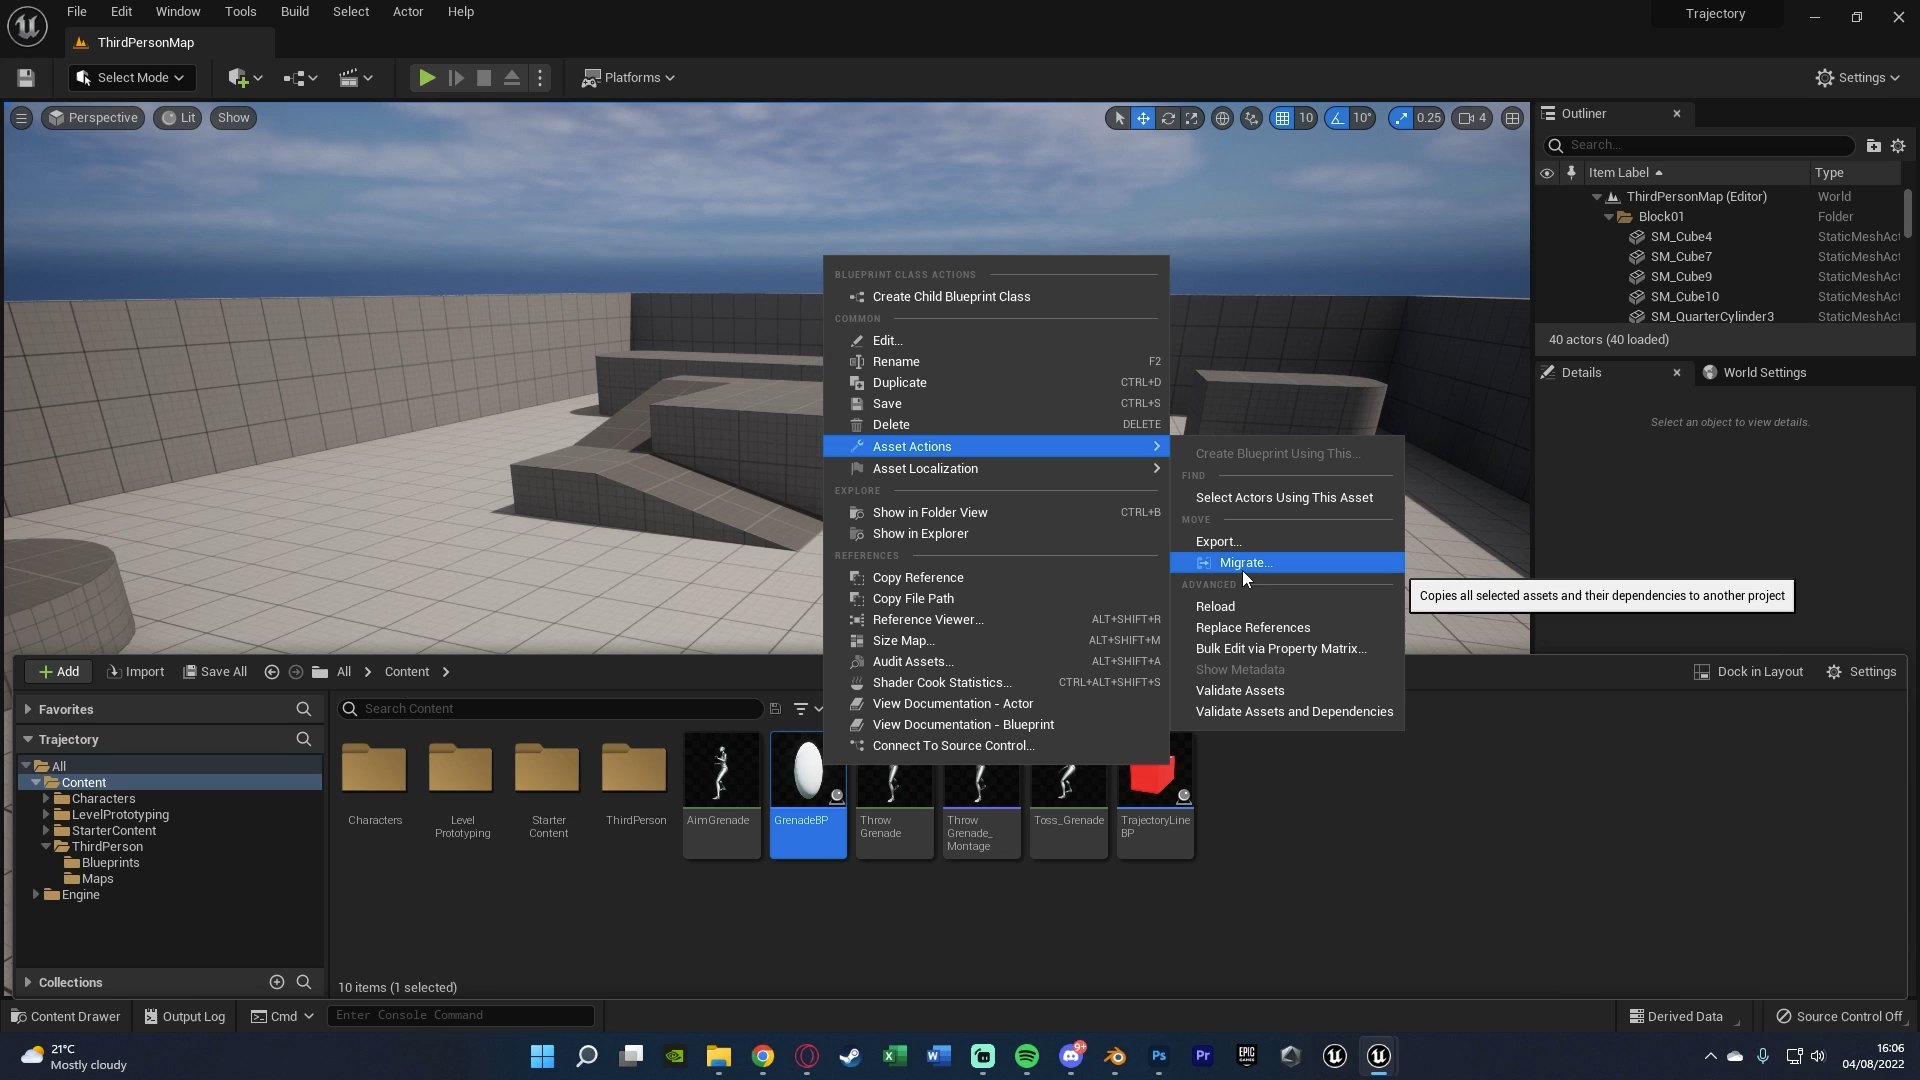 File Edit Window Tools Build Select Actor Help
Trajectory
ThirdPersonMap
Select Mode
Platforms
Settings
Perspective Lit Show
10 10° 0.25 4
Outliner
Search...
Item Label Type
ThirdPersonMap (Editor) World
Block01 Folder
SM_Cube4 StaticMeshAct
SM_Cube7 StaticMeshAct
SM_Cube9 StaticMeshAct
SM_Cube10 StaticMeshAct
SM_QuarterCylinder3 StaticMeshAct
40 actors (40 loaded)
Details World Settings
Select an object to view details.
BLUEPRINT CLASS ACTIONS
Create Child Blueprint Class
COMMON
Edit...
Rename F2
Duplicate CTRL+D
Save CTRL+S
Delete DELETE
Asset Actions
Asset Localization
EXPLORE
Show in Folder View CTRL+B
Show in Explorer
REFERENCES
Copy Reference
Copy File Path
Reference Viewer... ALT+SHIFT+R
Size Map... ALT+SHIFT+M
Audit Assets... ALT+SHIFT+A
Shader Cook Statistics... CTRL+ALT+SHIFT+S
View Documentation - Actor
View Documentation - Blueprint
Connect To Source Control...
Create Blueprint Using This...
FIND
Select Actors Using This Asset
MOVE
Export...
Migrate...
ADVANCED
Reload
Replace References
Bulk Edit via Property Matrix...
Show Metadata
Validate Assets
Validate Assets and Dependencies
Copies all selected assets and their dependencies to another project
Add Import Save All All Content
Dock in Layout Settings
Favorites
Search Content
Trajectory
All
Content
Characters
LevelPrototyping
StarterContent
ThirdPerson
Blueprints
Maps
Engine
Collections
Characters
Level
Prototyping
Starter
Content
ThirdPerson
AimGrenade
GrenadeBP
Throw
Grenade
Throw
Grenade_
Montage
Toss_Grenade
TrajectoryLine
BP
10 items (1 selected)
Content Drawer Output Log Cmd Enter Console Command
Derived Data Source Control Off
21°C
Mostly cloudy
W
9+
Ps
Pr
EPIC
GAMES
16:06
04/08/2022